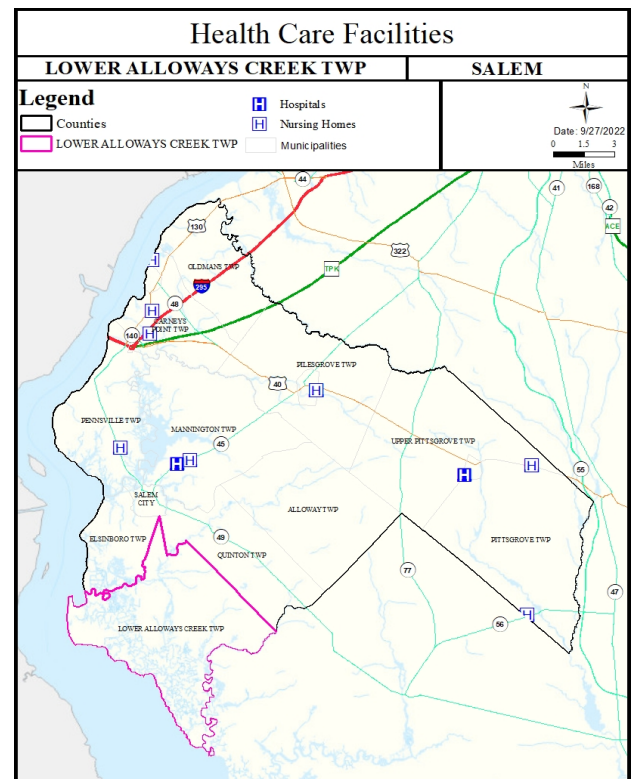 Health Care Facilities
LOWER ALLOWAYS CREEK TWP
SALEM
Legend
Counties
LOWER ALLOWAYS CREEK TWP
H Hospitals
H Nursing Homes
Municipalities
N
Date: 9/27/2022
0 1.5 3
Miles
44
41
168
42
ACE
130
322
OLDMANS TWP
TPK
295
48
CARNEYS
POINT TWP
140
PILESGROVE TWP
40
PENNSVILLE TWP
MANNINGTON TWP
45
UPPER PITTSGROVE TWP
55
SALEM
CITY
ALLOWAY TWP
ELSINBORO TWP
49
QUINTON TWP
PITTSGROVE TWP
77
47
56
LOWER ALLOWAYS CREEK TWP
H
H
H
H
H
H
H
H
H
H